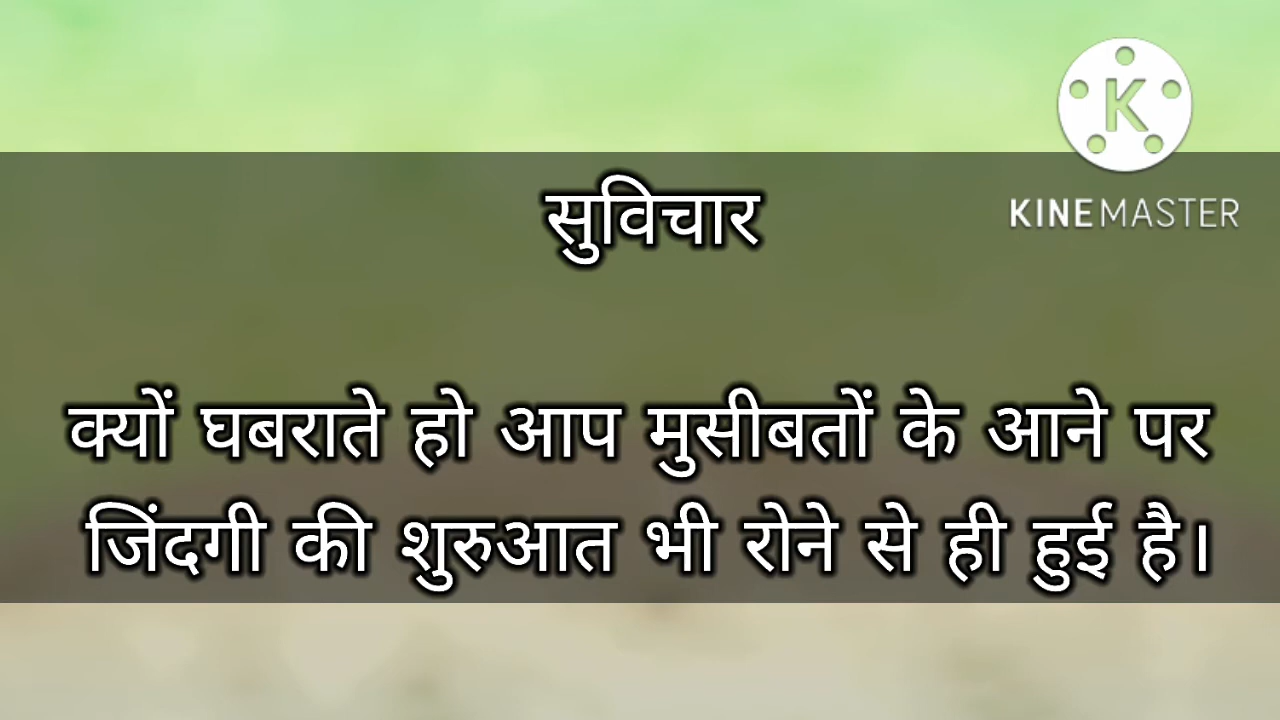 K
KINEMASTER
सुविचार
क्यों घबराते हो आप मुसीबतों के आने पर
जिंदगी की शुरुआत भी रोने से ही हुई है।